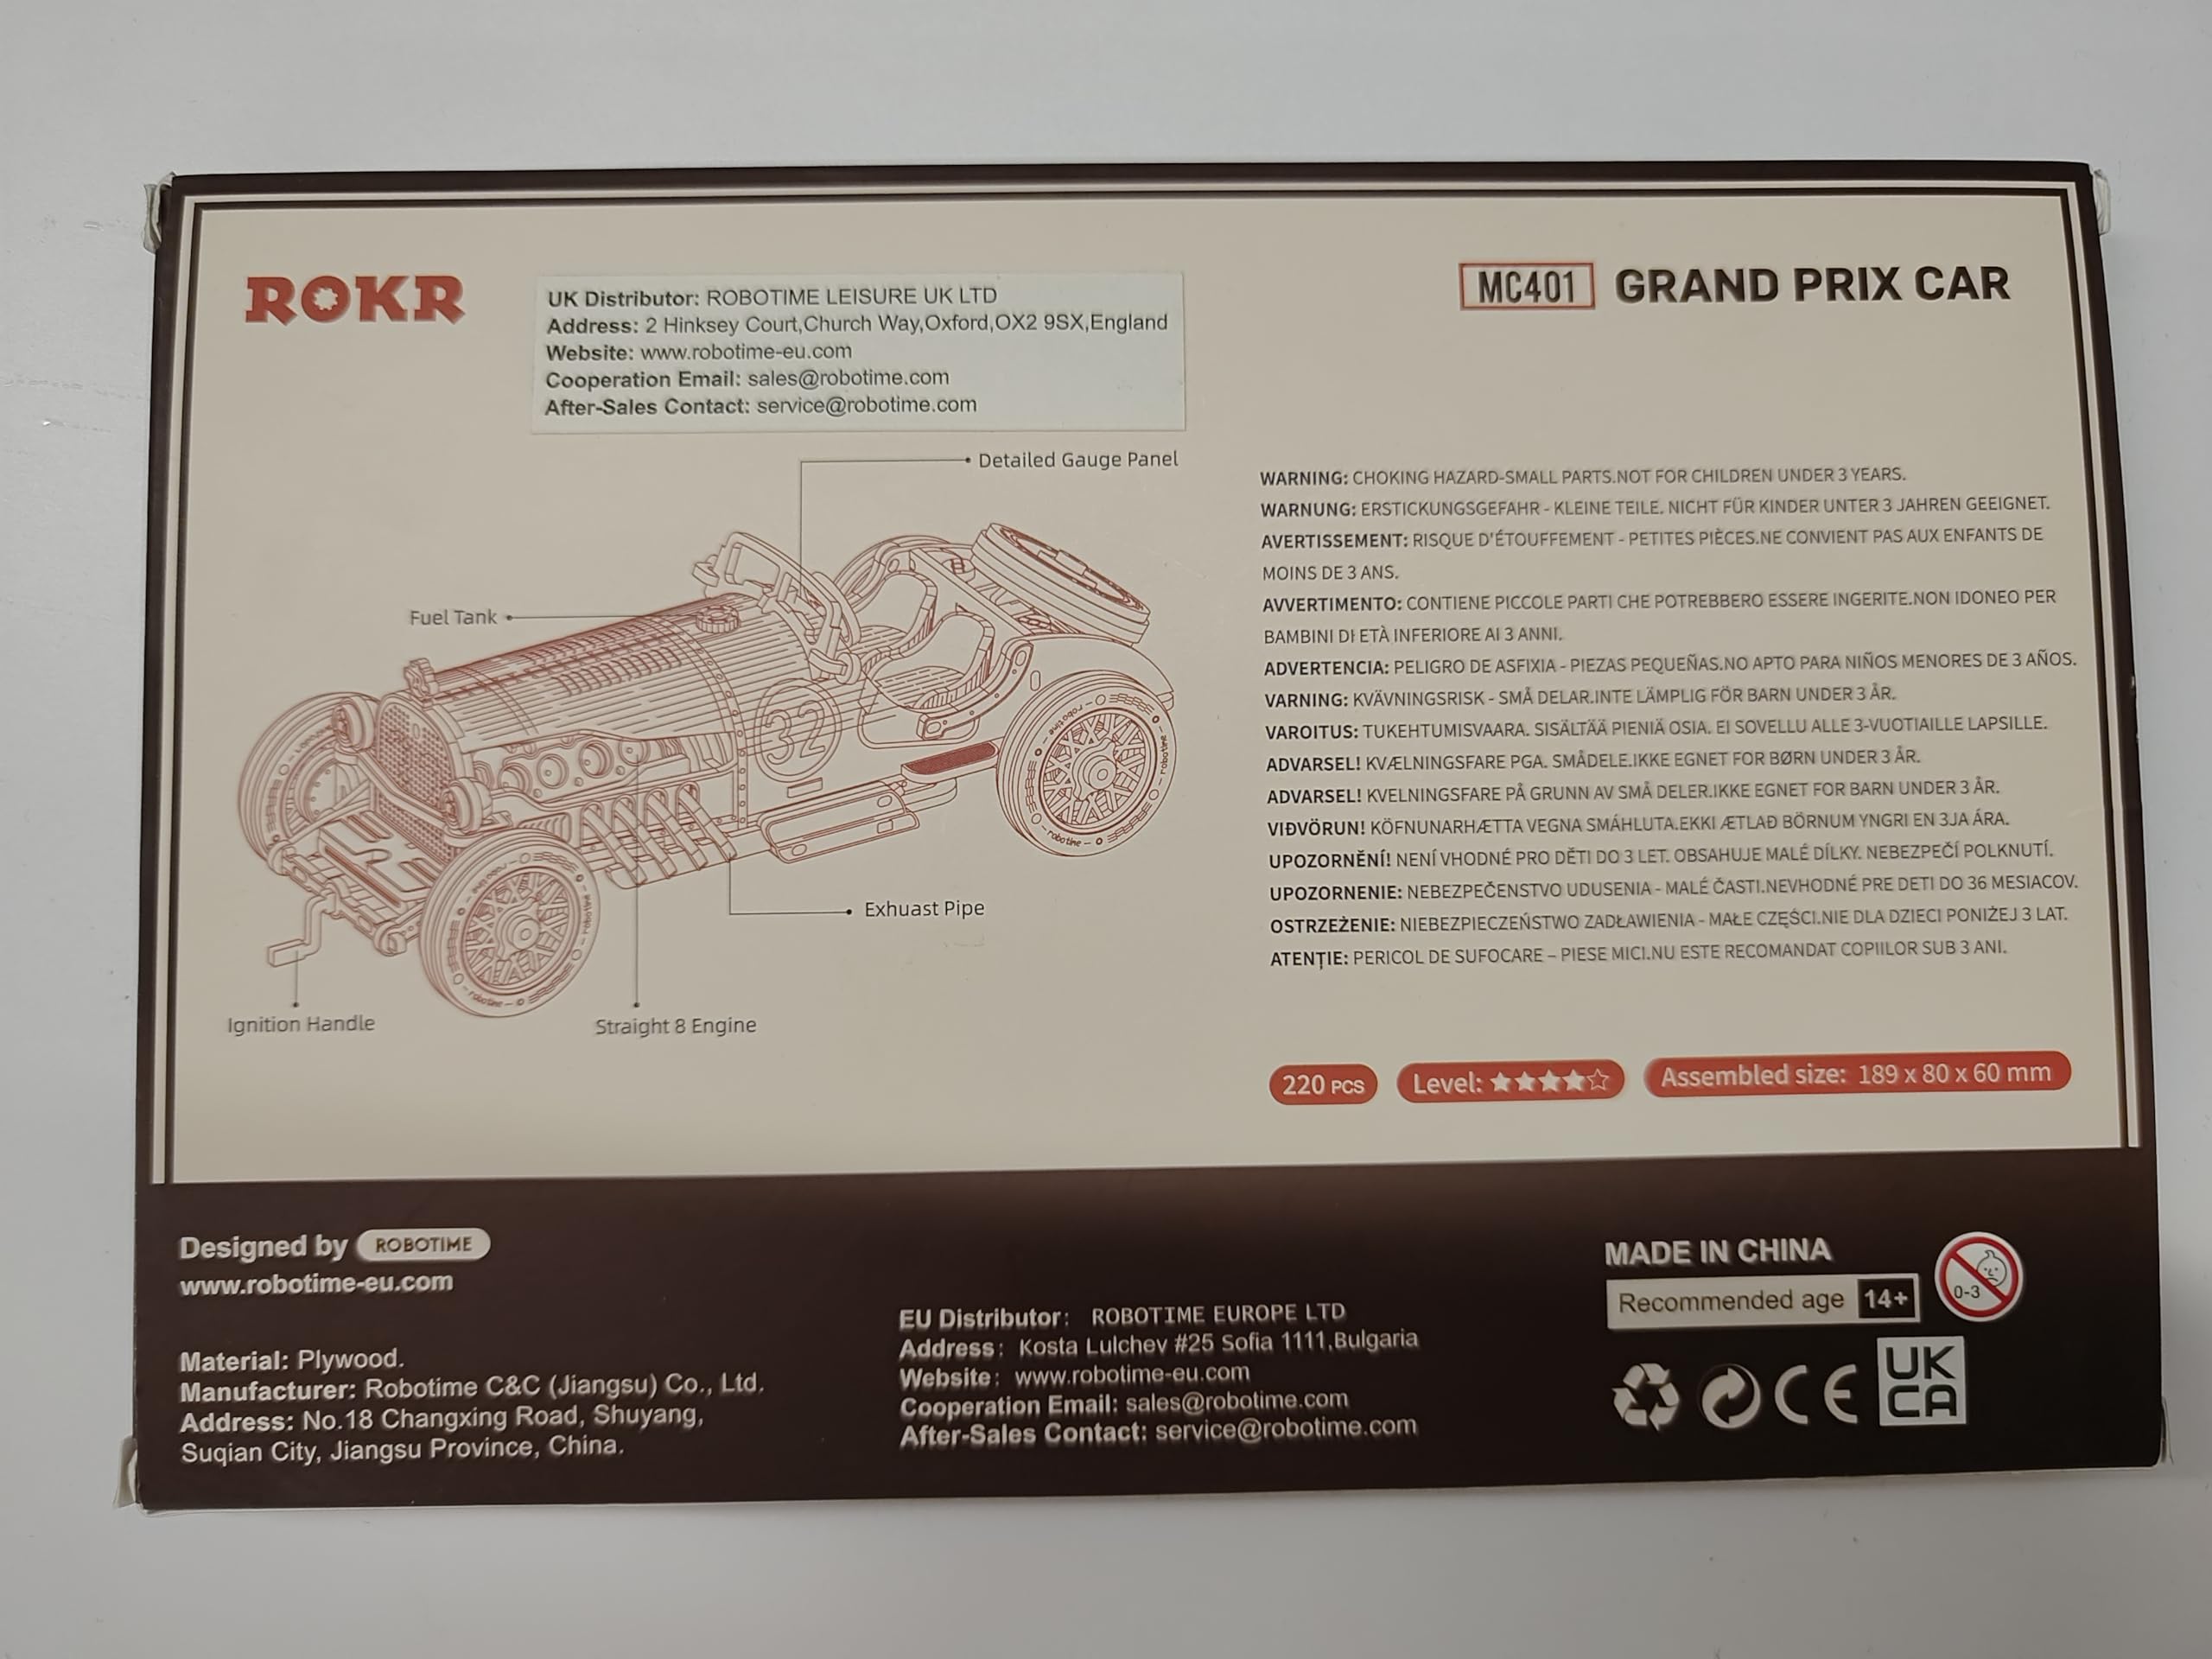 ROKR
UK Distributor: ROBOTIME LEISURE UK LTD
Address: 2 Hinksey Court,Church Way,Oxford,OX2 9SX,England
Website: www.robotime-eu.com
Cooperation Email: sales@robotime.com
After-Sales Contact: service@robotime.com
MC401 GRAND PRIX CAR
Detailed Gauge Panel
Fuel Tank
32
robotime
robotime
robotime
robotime
robotime
Exhuast Pipe
Ignition Handle
Straight 8 Engine
WARNING: CHOKING HAZARD-SMALL PARTS.NOT FOR CHILDREN UNDER 3 YEARS.
WARNUNG: ERSTICKUNGSGEFAHR - KLEINE TEILE. NICHT FÜR KINDER UNTER 3 JAHREN GEEIGNET.
AVERTISSEMENT: RISQUE D'ÉTOUFFEMENT - PETITES PIÈCES.NE CONVIENT PAS AUX ENFANTS DE
MOINS DE 3 ANS.
AVVERTIMENTO: CONTIENE PICCOLE PARTI CHE POTREBBERO ESSERE INGERITE.NON IDONEO PER
BAMBINI DI ETÀ INFERIORE AI 3 ANNI.
ADVERTENCIA: PELIGRO DE ASFIXIA - PIEZAS PEQUEÑAS.NO APTO PARA NIÑOS MENORES DE 3 AÑOS.
VARNING: KVÄVNINGSRISK - SMÅ DELAR.INTE LÄMPLIG FÖR BARN UNDER 3 ÅR.
VAROITUS: TUKEHTUMISVAARA. SISÄLTÄÄ PIENIÄ OSIA. EI SOVELLU ALLE 3-VUOTIAILLE LAPSILLE.
ADVARSEL! KVÆLNINGSFARE PGA. SMÅDELE.IKKE EGNET FOR BØRN UNDER 3 ÅR.
ADVARSEL! KVELNINGSFARE PÅ GRUNN AV SMÅ DELER.IKKE EGNET FOR BARN UNDER 3 ÅR.
VIÐVÖRUN! KÖFNUNARHÆTTA VEGNA SMÁHLUTA.EKKI ÆTLAÐ BÖRNUM YNGRI EN 3JA ÁRA.
UPOZORNĚNÍ! NENÍ VHODNÉ PRO DĚTI DO 3 LET. OBSAHUJE MALÉ DÍLKY. NEBEZPEČÍ POLKNUTÍ.
UPOZORNENIE: NEBEZPEČENSTVO UDUSENIA - MALÉ ČASTI.NEVHODNÉ PRE DETI DO 36 MESIACOV.
OSTRZEŻENIE: NIEBEZPIECZEŃSTWO ZADŁAWIENIA - MAŁE CZĘŚCI.NIE DLA DZIECI PONIŻEJ 3 LAT.
ATENȚIE: PERICOL DE SUFOCARE – PIESE MICI.NU ESTE RECOMANDAT COPIILOR SUB 3 ANI.
220 PCS Level: Assembled size: 189 x 80 x 60 mm
Designed by ROBOTIME
www.robotime-eu.com
Material: Plywood.
Manufacturer: Robotime C&C (Jiangsu) Co., Ltd.
Address: No.18 Changxing Road, Shuyang,
Suqian City, Jiangsu Province, China.
EU Distributor: ROBOTIME EUROPE LTD
Address: Kosta Lulchev #25 Sofia 1111,Bulgaria
Website: www.robotime-eu.com
Cooperation Email: sales@robotime.com
After-Sales Contact: service@robotime.com
MADE IN CHINA
Recommended age 14+
0-3
CE
UK
CA